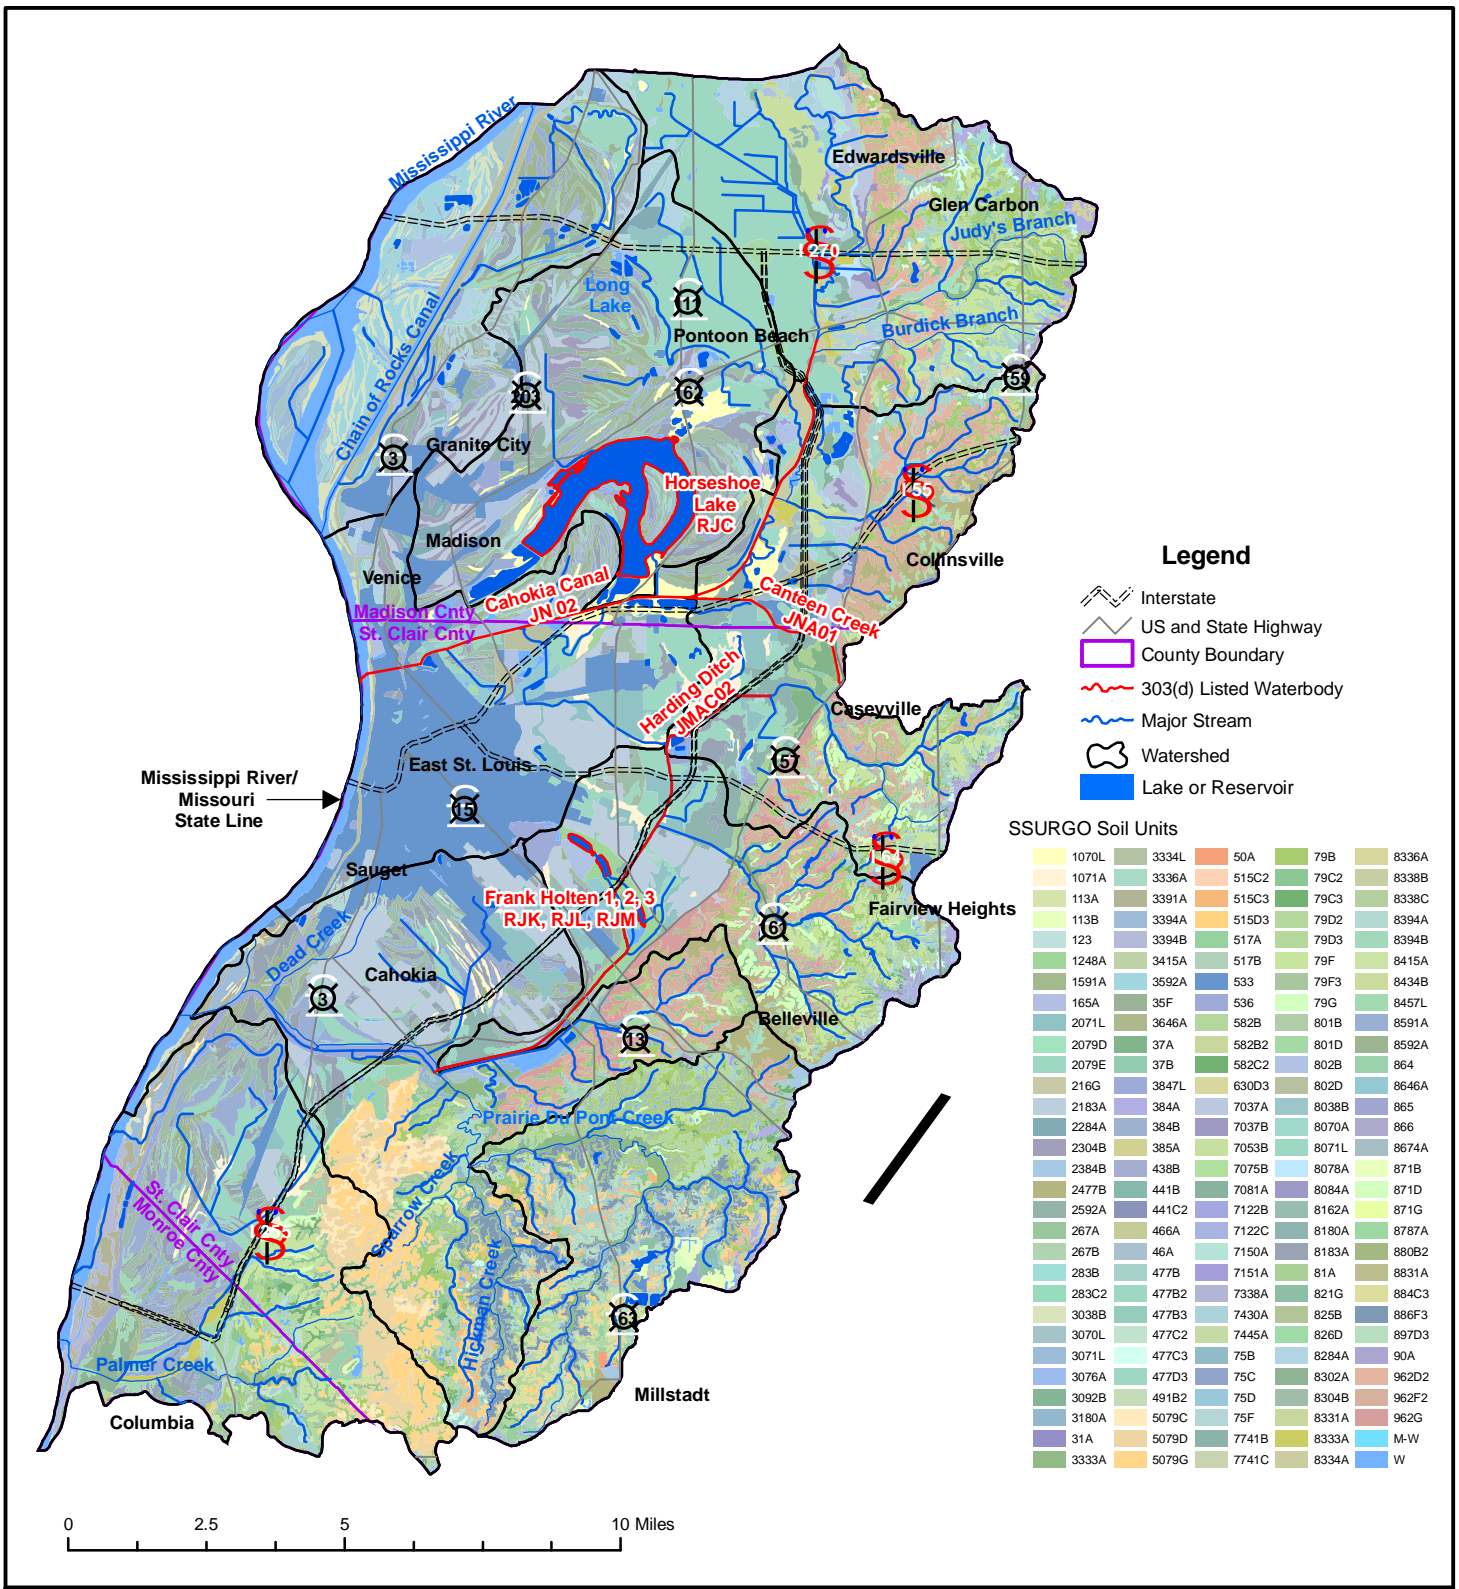 Mississippi River
Edwardsville
Glen Carbon
Judy's Branch
270
Long
Lake
111
Pontoon Beach
Burdick Branch
Chain of Rocks Canal
159
203
162
Granite City
3
Horseshoe
Lake
RJC
Madison
Collinsville
Venice
Cahokia Canal
JN 02
Canteen Creek
JNA01
Madison Cnty
St. Clair Cnty
Harding Ditch
JMAC02
Caseyville
157
East St. Louis
Mississippi River/
Missouri
State Line
15
Sauget
Frank Holten 1, 2, 3
RJK, RJL, RJM
Fairview Heights
161
Dead Creek
Cahokia
3
Belleville
13
Prairie Du Pont Creek
Sparrow Creek
St. Clair Cnty
Monroe Cnty
Hickman Creek
163
Palmer Creek
Millstadt
Columbia
0 2.5 5 10 Miles
Legend
Interstate
US and State Highway
County Boundary
303(d) Listed Waterbody
Major Stream
Watershed
Lake or Reservoir
SSURGO Soil Units
1070L 3334L 50A 79B 8336A
1071A 3336A 515C2 79C2 8338B
113A 3391A 515C3 79C3 8338C
113B 3394A 515D3 79D2 8394A
123 3394B 517A 79D3 8394B
1248A 3415A 517B 79F 8415A
1591A 3592A 533 79F3 8434B
165A 35F 536 79G 8457L
2071L 3646A 582B 801B 8591A
2079D 37A 582B2 801D 8592A
2079E 37B 582C2 802B 864
216G 3847L 630D3 802D 8646A
2183A 384A 7037A 8038B 865
2284A 384B 7037B 8070A 866
2304B 385A 7053B 8071L 8674A
2384B 438B 7075B 8078A 871B
2477B 441B 7081A 8084A 871D
2592A 441C2 7122B 8162A 871G
267A 466A 7122C 8180A 8787A
267B 46A 7150A 8183A 880B2
283B 477B 7151A 81A 8831A
283C2 477B2 7338A 821G 884C3
3038B 477B3 7430A 825B 886F3
3070L 477C2 7445A 826D 897D3
3071L 477C3 75B 8284A 90A
3076A 477D3 75C 8302A 962D2
3092B 491B2 75D 8304B 962F2
3180A 5079C 75F 8331A 962G
31A 5079D 7741B 8333A M-W
3333A 5079G 7741C 8334A W